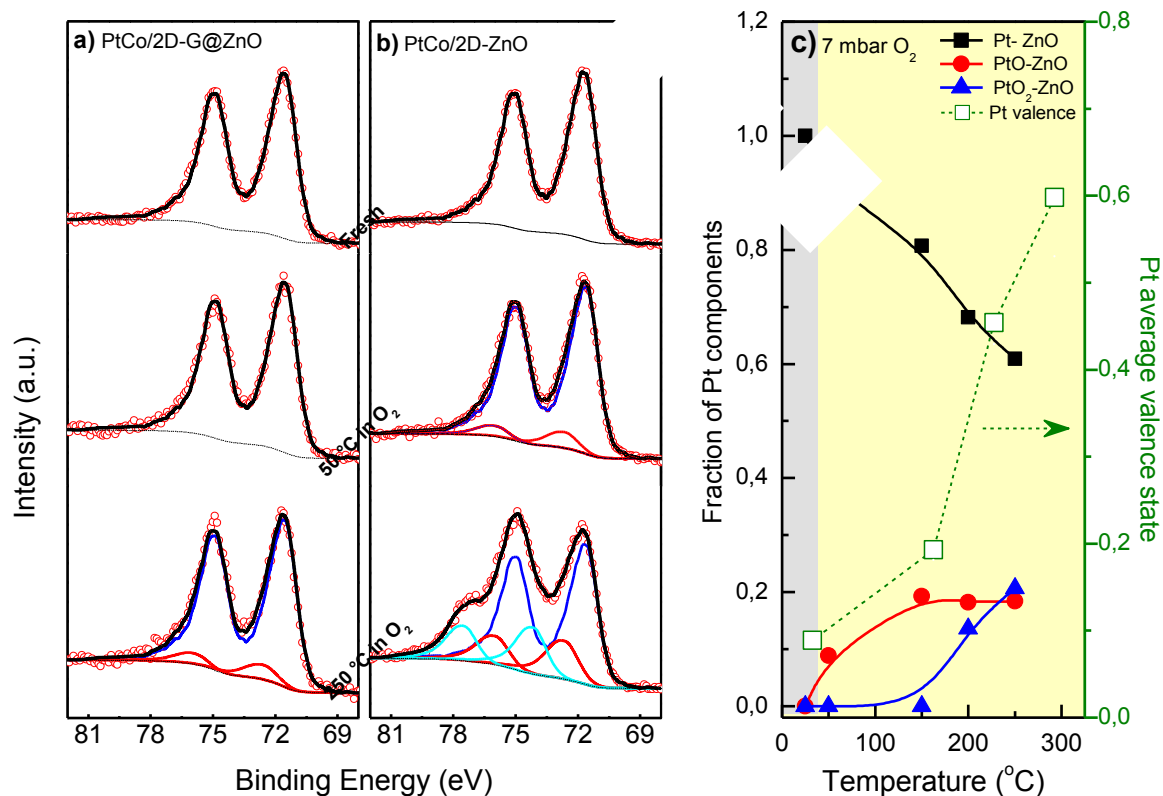 a) PtCo/2D-G@ZnO
b) PtCo/2D-ZnO
Fresh
50 °C in O₂
250 °C in O₂
Intensity (a.u.)
81 78 75 72 69
81 78 75 72 69
Binding Energy (eV)
c) 7 mbar O₂
Pt- ZnO
PtO-ZnO
PtO₂-ZnO
Pt valence
Fraction of Pt components
1,2
1,0
0,8
0,6
0,4
0,2
0,0
0 100 200 300
Temperature (°C)
0,8
0,6
0,4
0,2
0,0
Pt average valence state